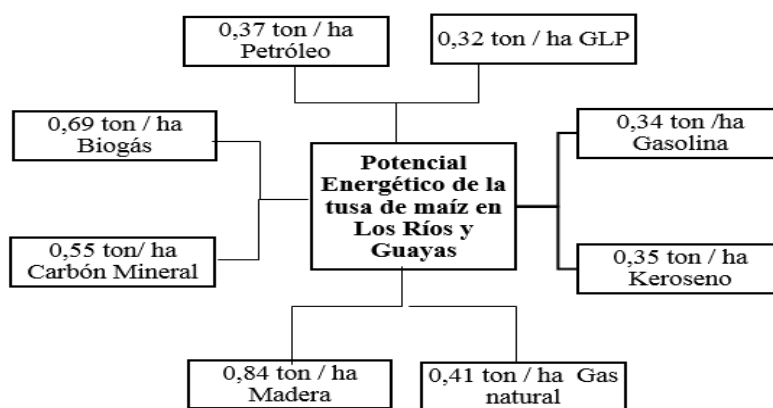 0,37 ton / ha
Petróleo
0,32 ton / ha GLP
0,69 ton / ha
Biogás
0,34 ton /ha
Gasolina
Potencial
Energético de la
tusa de maíz en
Los Ríos y
Guayas
0,55 ton/ ha
Carbón Mineral
0,35 ton / ha
Keroseno
0,84 ton / ha
Madera
0,41 ton / ha Gas
natural